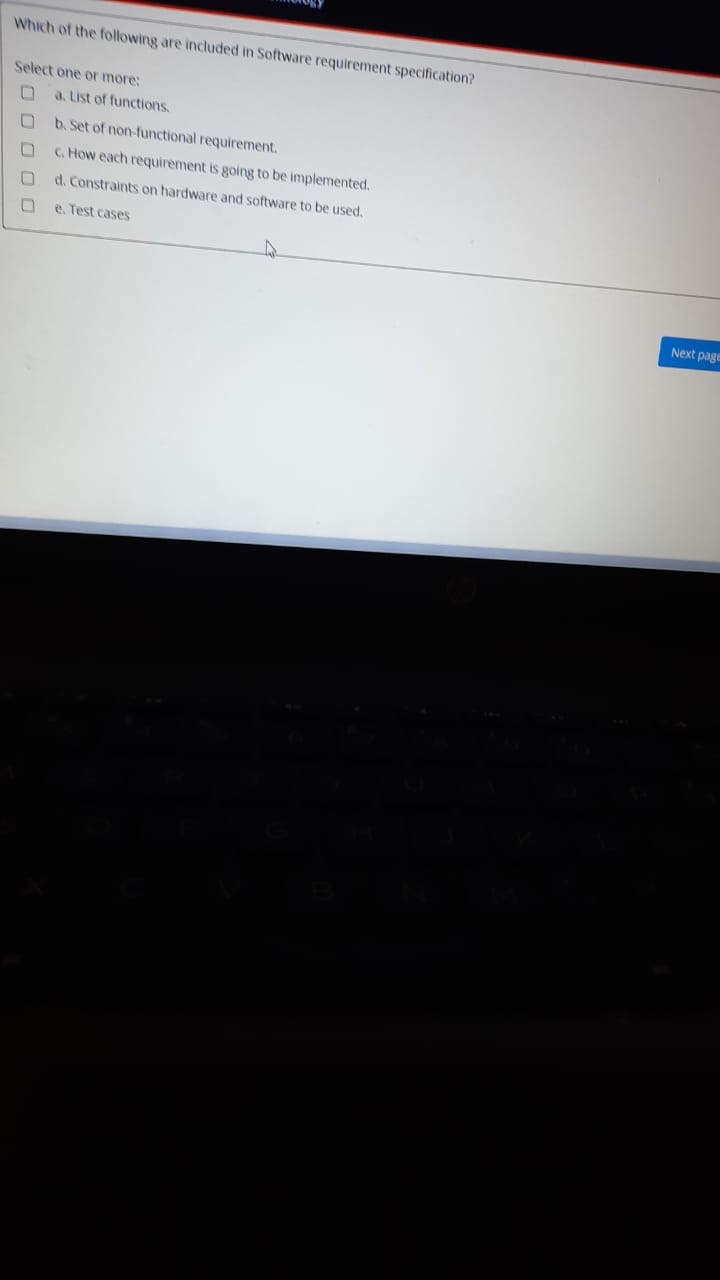 Which of the following are included in Software requirement specification?
Select one or more:
a. List of functions.
b. Set of non-functional requirement.
c. How each requirement is going to be implemented.
d. Constraints on hardware and software to be used.
e. Test cases
Next page
G
H
J
K
X
C
V
B
N
M